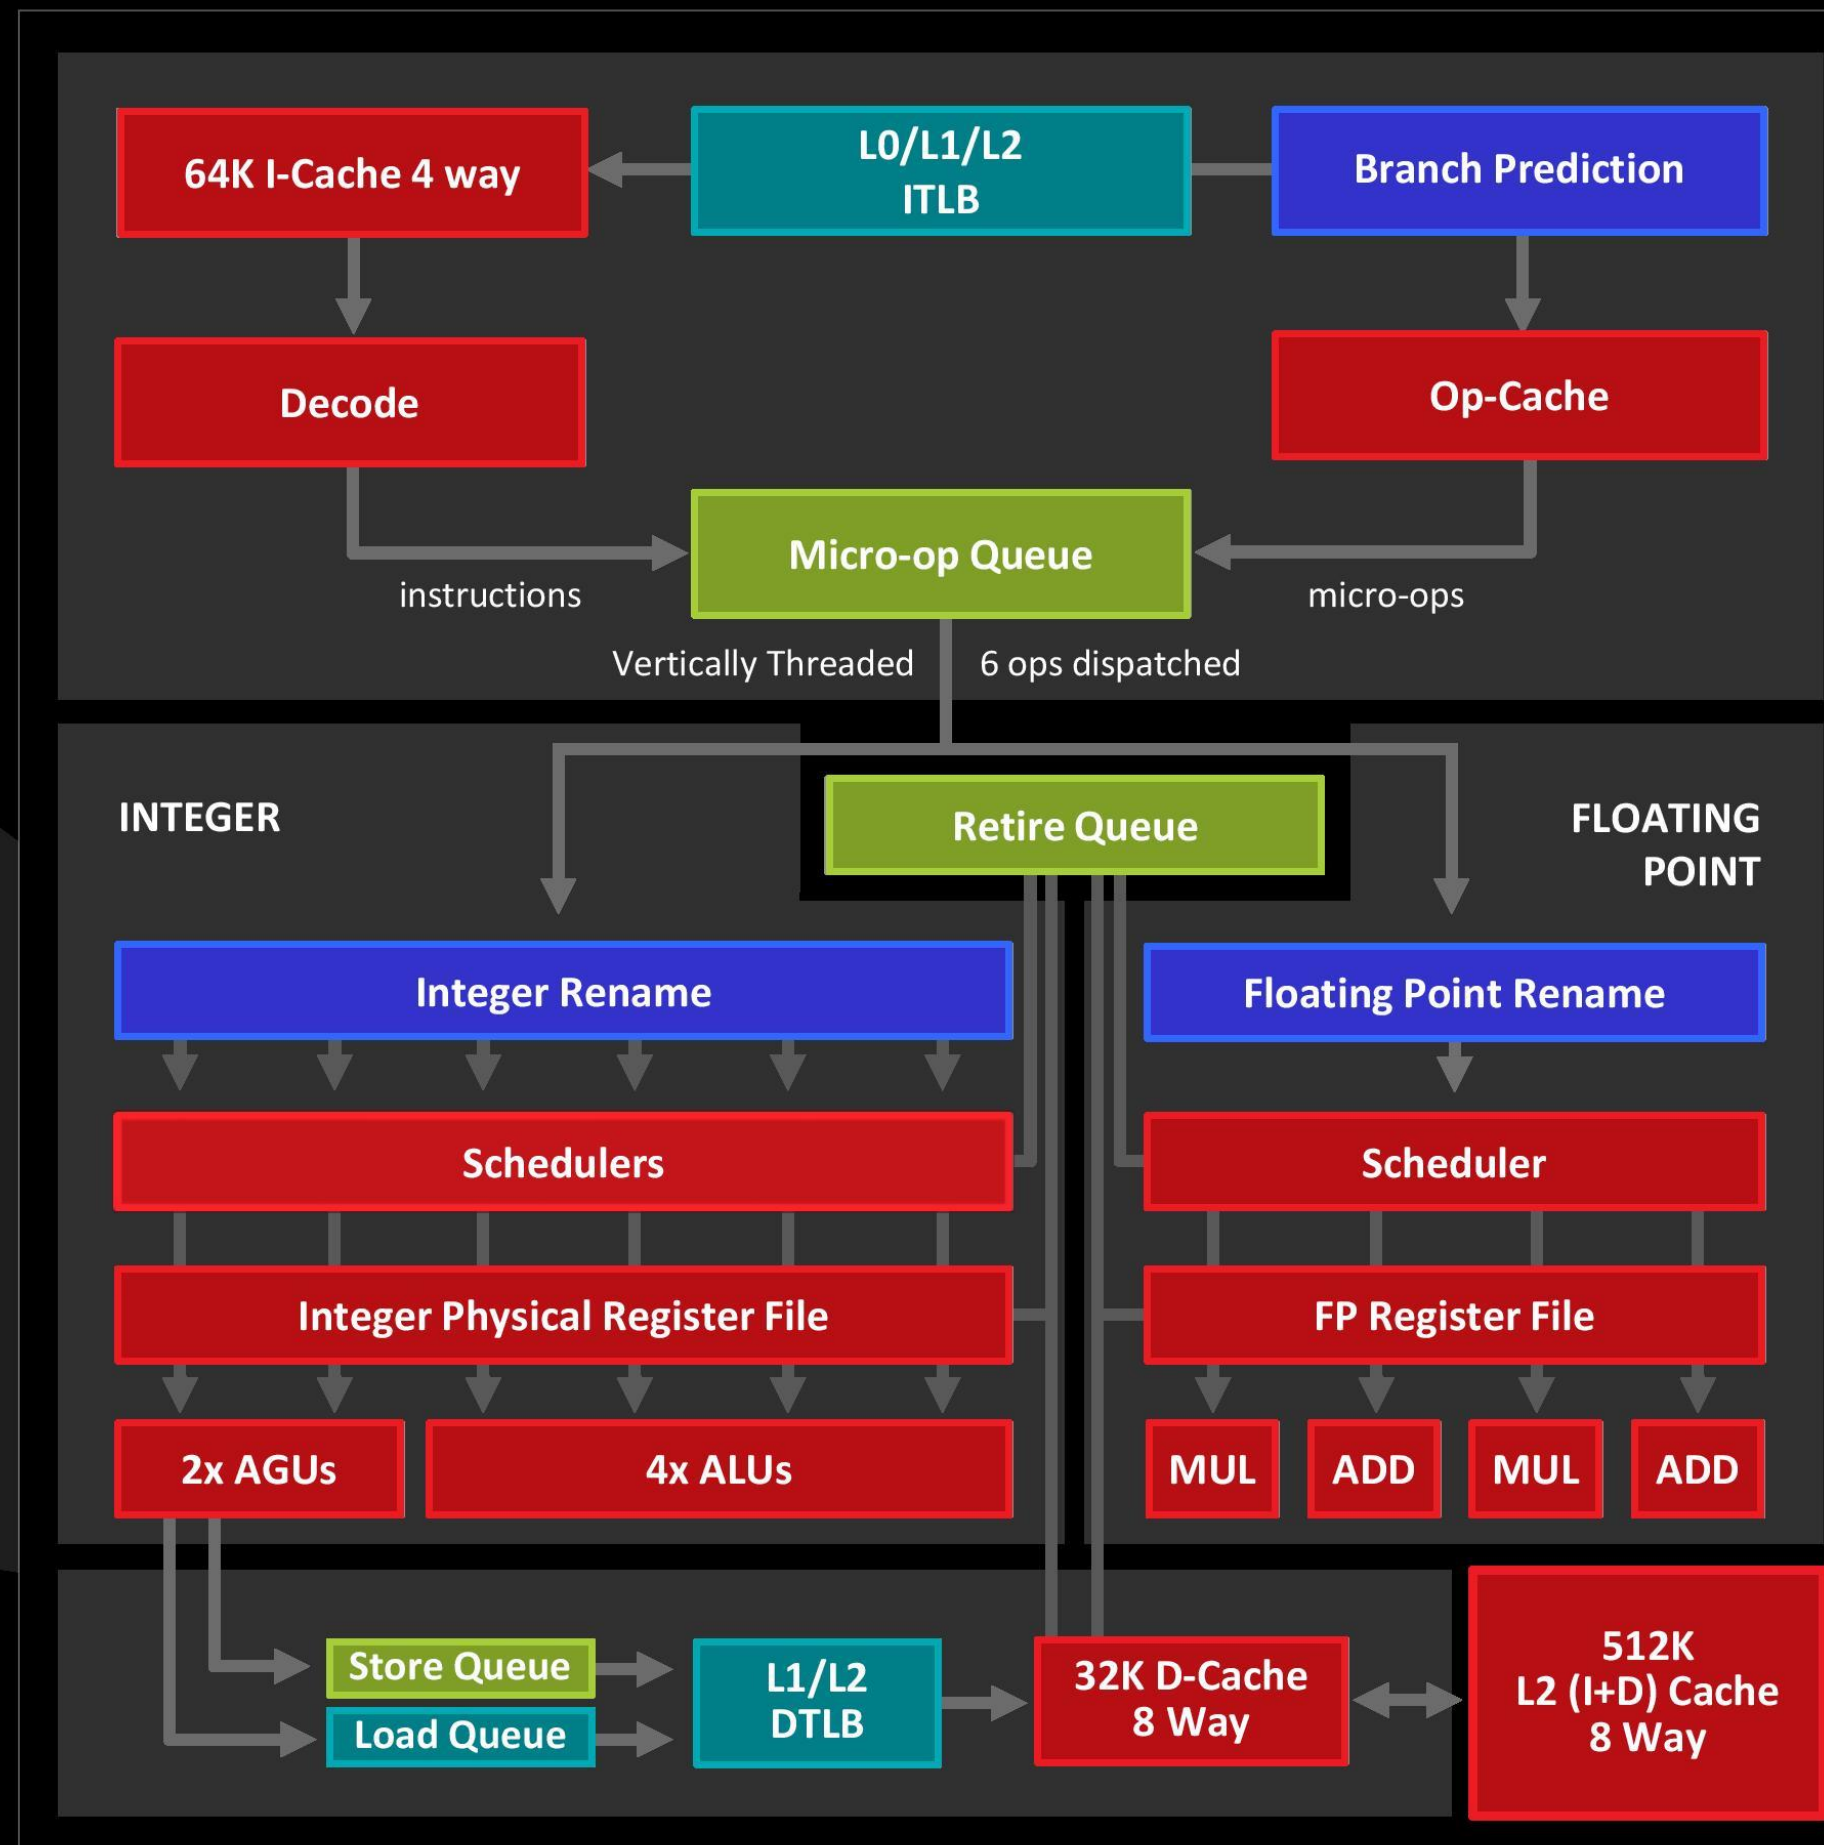 64K I-Cache 4 way
L0/L1/L2
ITLB
Branch Prediction
Decode
Op-Cache
Micro-op Queue
instructions
micro-ops
Vertically Threaded
6 ops dispatched
INTEGER
Retire Queue
FLOATING
POINT
Integer Rename
Floating Point Rename
Schedulers
Scheduler
Integer Physical Register File
FP Register File
2x AGUs
4x ALUs
MUL
ADD
MUL
ADD
Store Queue
Load Queue
L1/L2
DTLB
32K D-Cache
8 Way
512K
L2 (I+D) Cache
8 Way